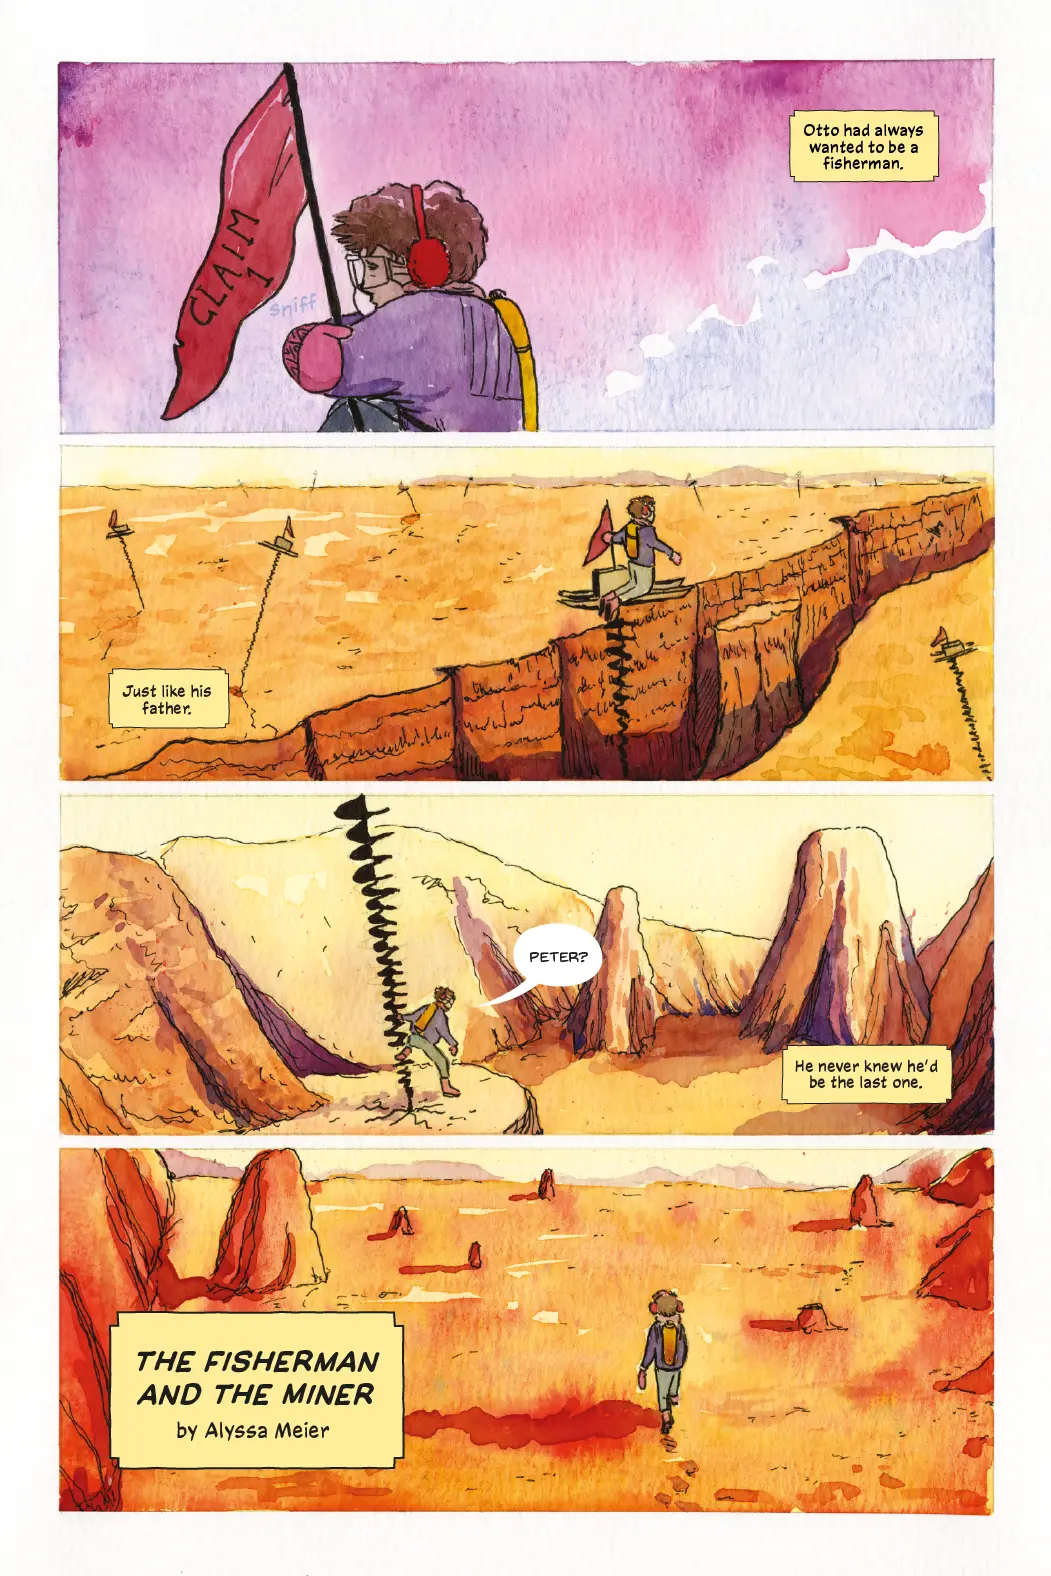 Otto had always
wanted to be a
fisherman.
CLAIM
1
sniff
Just like his
father.
PETER?
He never knew he'd
be the last one.
THE FISHERMAN
AND THE MINER
by Alyssa Meier